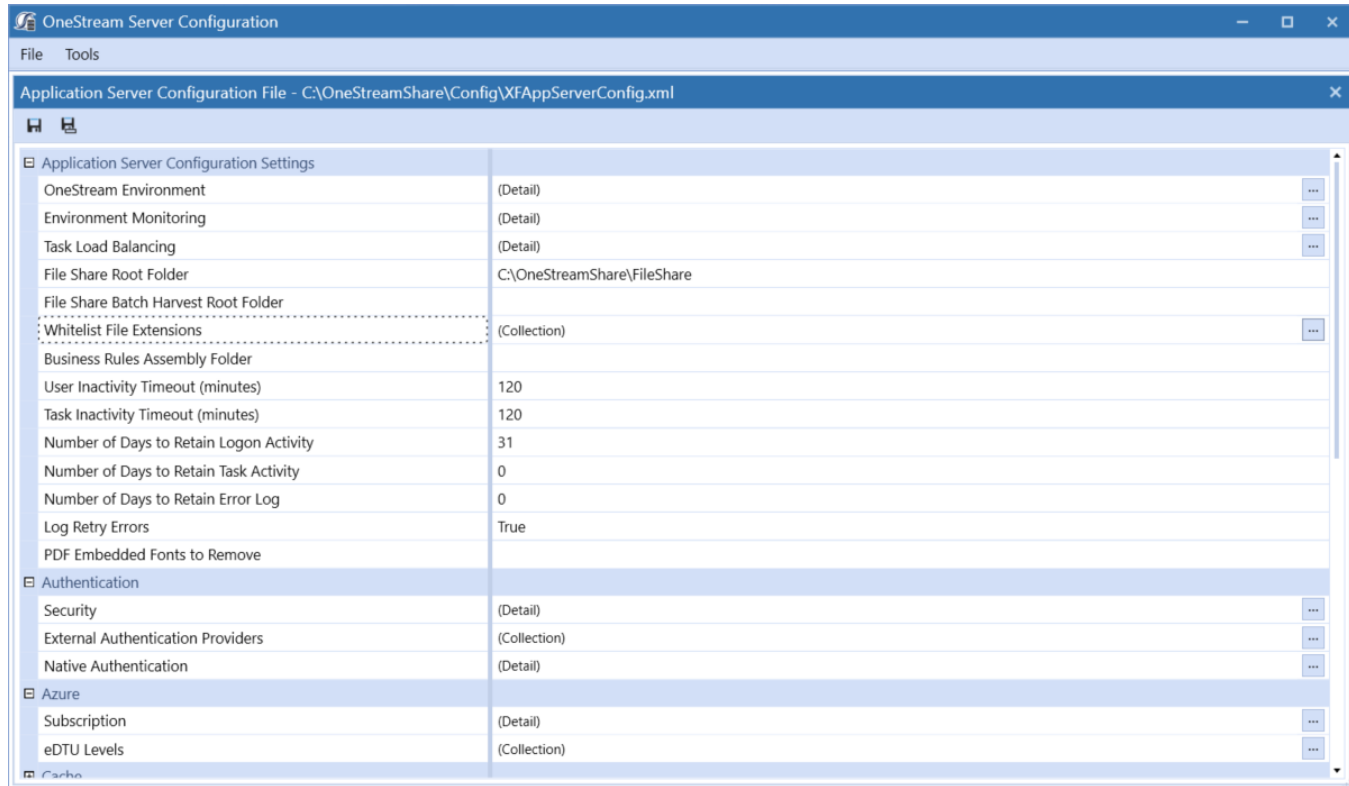 OneStream Server Configuration
File Tools
Application Server Configuration File - C:\OneStreamShare\Config\XFAppServerConfig.xml
Application Server Configuration Settings
OneStream Environment (Detail) ...
Environment Monitoring (Detail) ...
Task Load Balancing (Detail) ...
File Share Root Folder C:\OneStreamShare\FileShare
File Share Batch Harvest Root Folder
Whitelist File Extensions (Collection) ...
Business Rules Assembly Folder
User Inactivity Timeout (minutes) 120
Task Inactivity Timeout (minutes) 120
Number of Days to Retain Logon Activity 31
Number of Days to Retain Task Activity 0
Number of Days to Retain Error Log 0
Log Retry Errors True
PDF Embedded Fonts to Remove
Authentication
Security (Detail) ...
External Authentication Providers (Collection) ...
Native Authentication (Detail) ...
Azure
Subscription (Detail) ...
eDTU Levels (Collection) ...
Cache